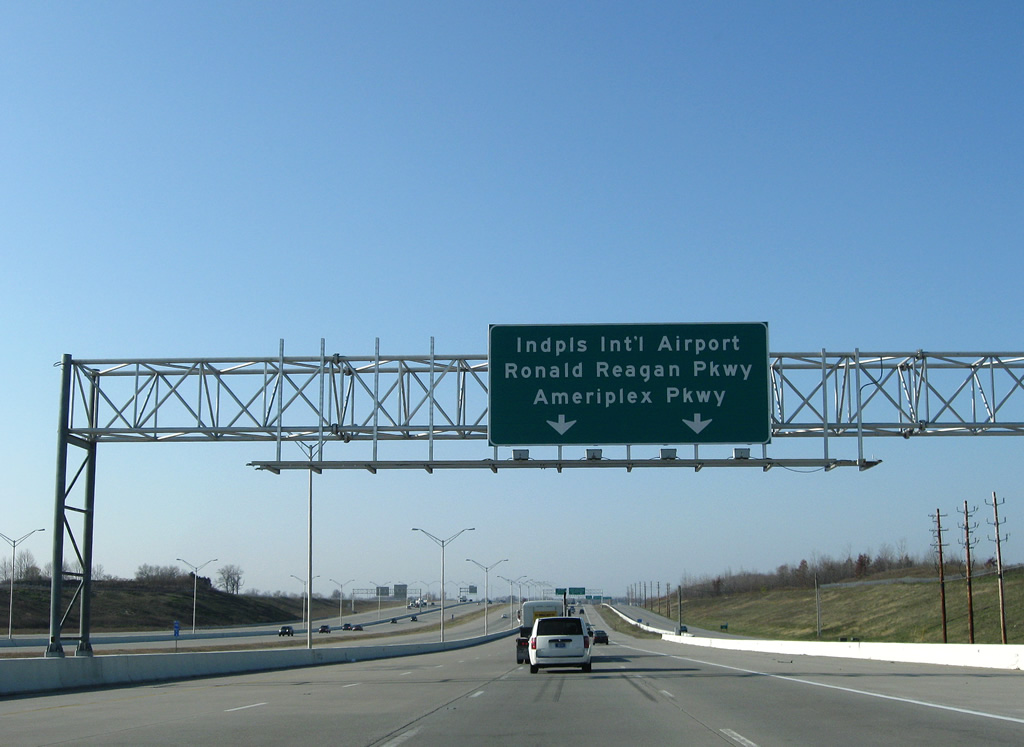 Indpls Int'l Airport
Ronald Reagan Pkwy
Ameriplex Pkwy